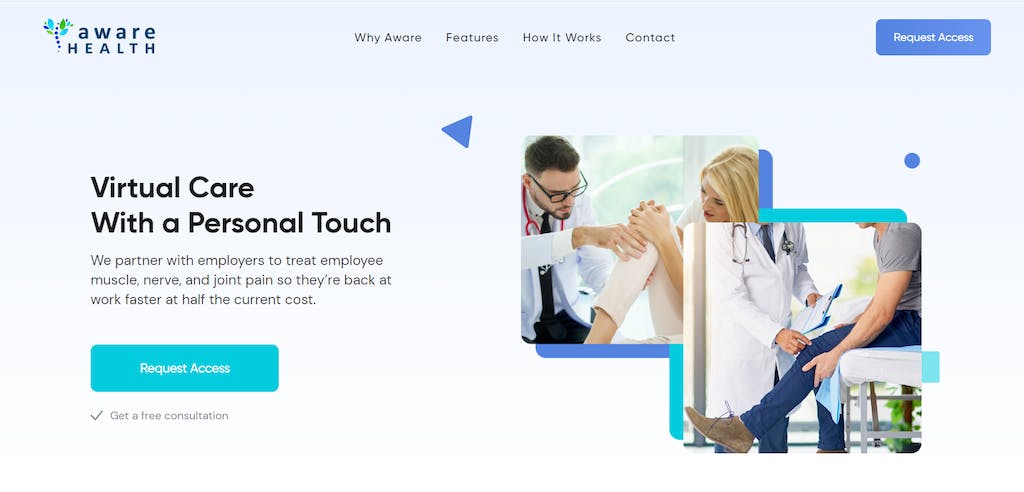 aware
HEALTH
Why Aware
Features
How It Works
Contact
Request Access
Virtual Care
With a Personal Touch
We partner with employers to treat employee
muscle, nerve, and joint pain so they’re back at
work faster at half the current cost.
Request Access
Get a free consultation